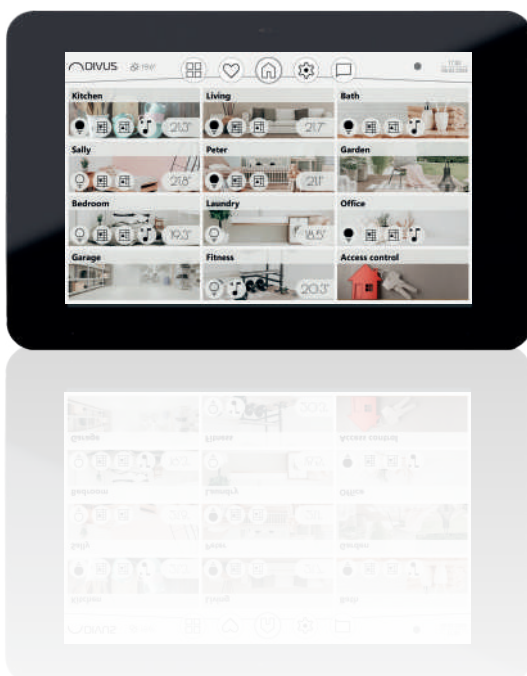 DIVUS
Kitchen
21.3°
Living
21.7°
Bath
Sally
21.8°
Peter
21.1°
Garden
Bedroom
19.3°
Laundry
18.5°
Office
Garage
Fitness
20.3°
Access control